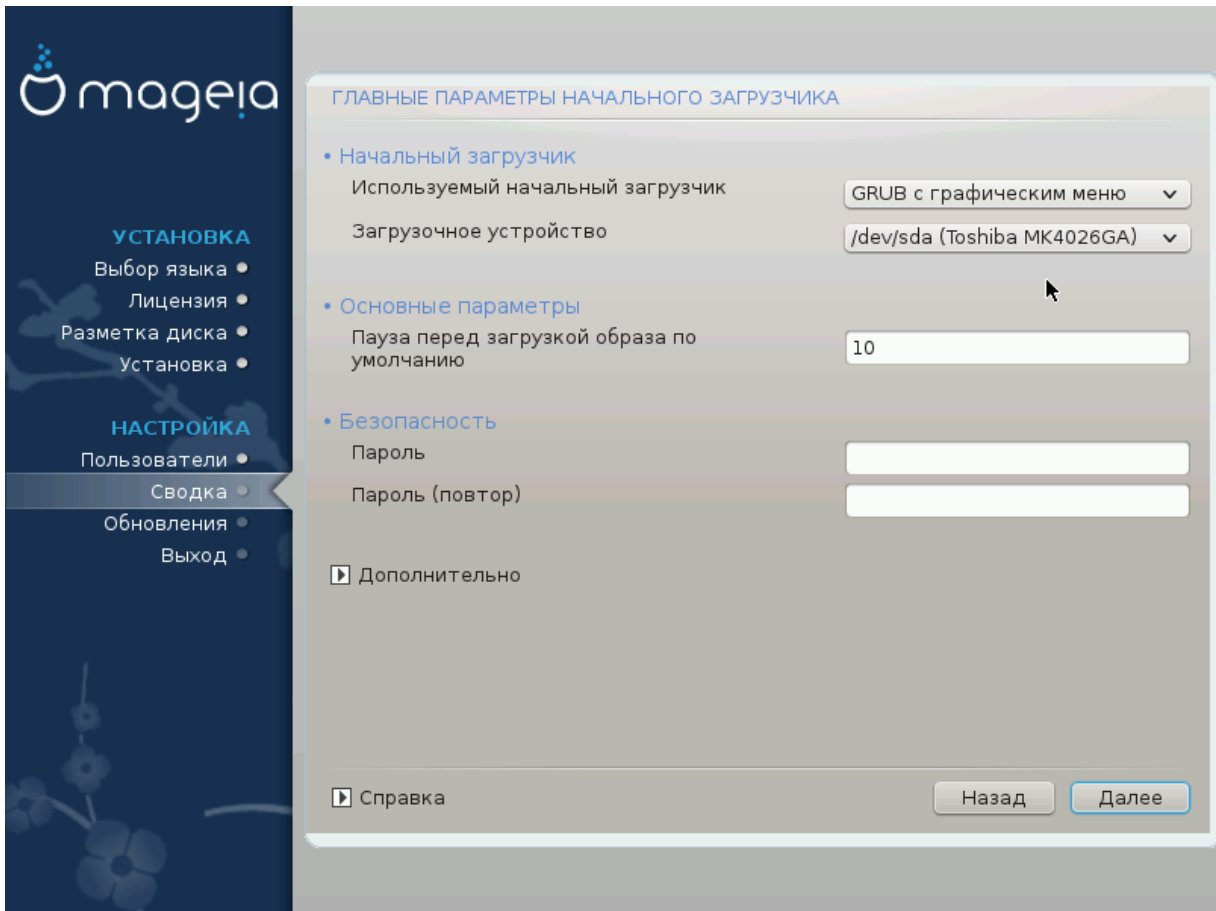 mageia
УСТАНОВКА
Выбор языка
Лицензия
Разметка диска
Установка
НАСТРОЙКА
Пользователи
Сводка
Обновления
Выход
ГЛАВНЫЕ ПАРАМЕТРЫ НАЧАЛЬНОГО ЗАГРУЗЧИКА
• Начальный загрузчик
Используемый начальный загрузчик
GRUB с графическим меню
Загрузочное устройство
/dev/sda (Toshiba MK4026GA)
• Основные параметры
Пауза перед загрузкой образа по
умолчанию
10
• Безопасность
Пароль
Пароль (повтор)
Дополнительно
Справка
Назад
Далее